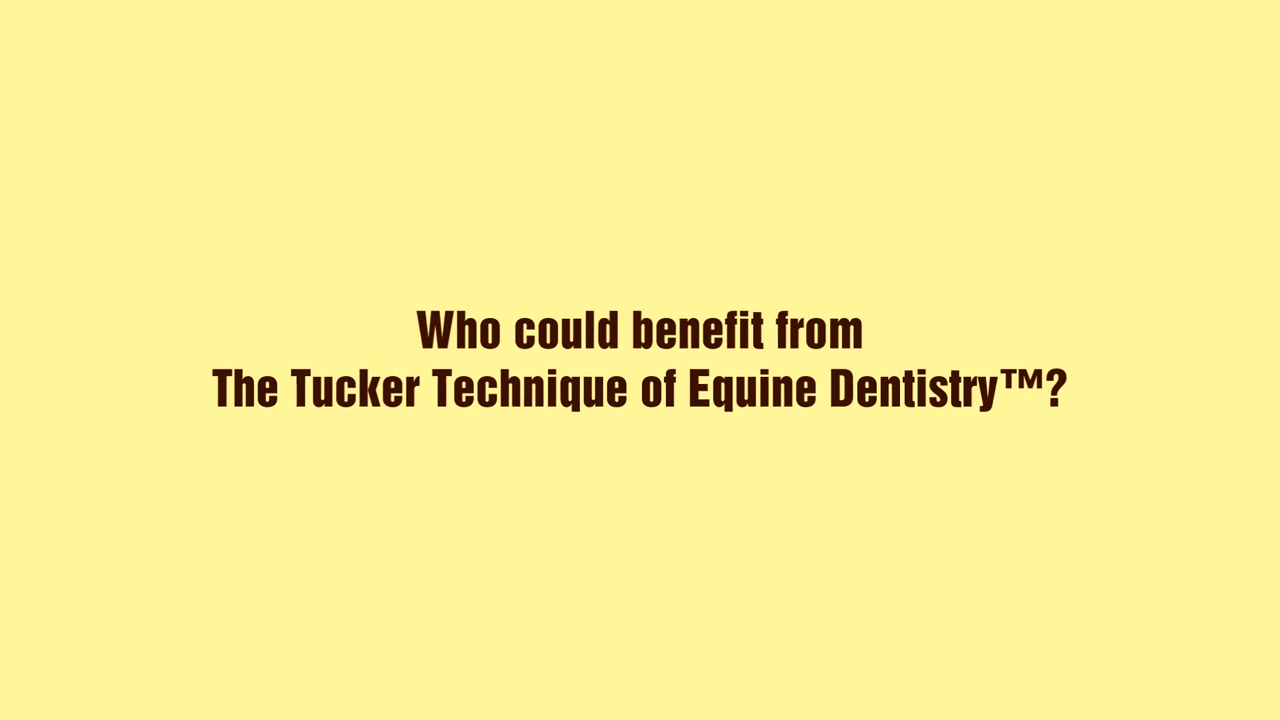 Who could benefit from
The Tucker Technique of Equine Dentistry™?